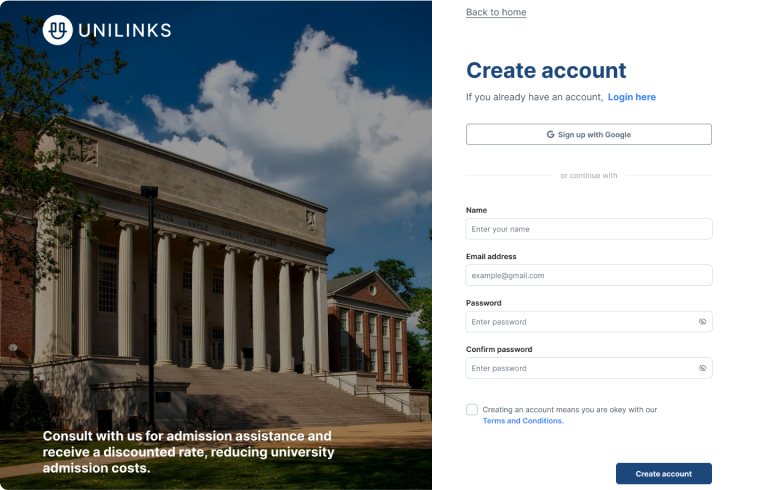 UNILINKS
Consult with us for admission assistance and
receive a discounted rate, reducing university
admission costs.
Back to home
Create account
If you already have an account, Login here
Sign up with Google
or continue with
Name
Enter your name
Email address
example@gmail.com
Password
Enter password
Confirm password
Enter password
Creating an account means you are okey with our
Terms and Conditions.
Create account